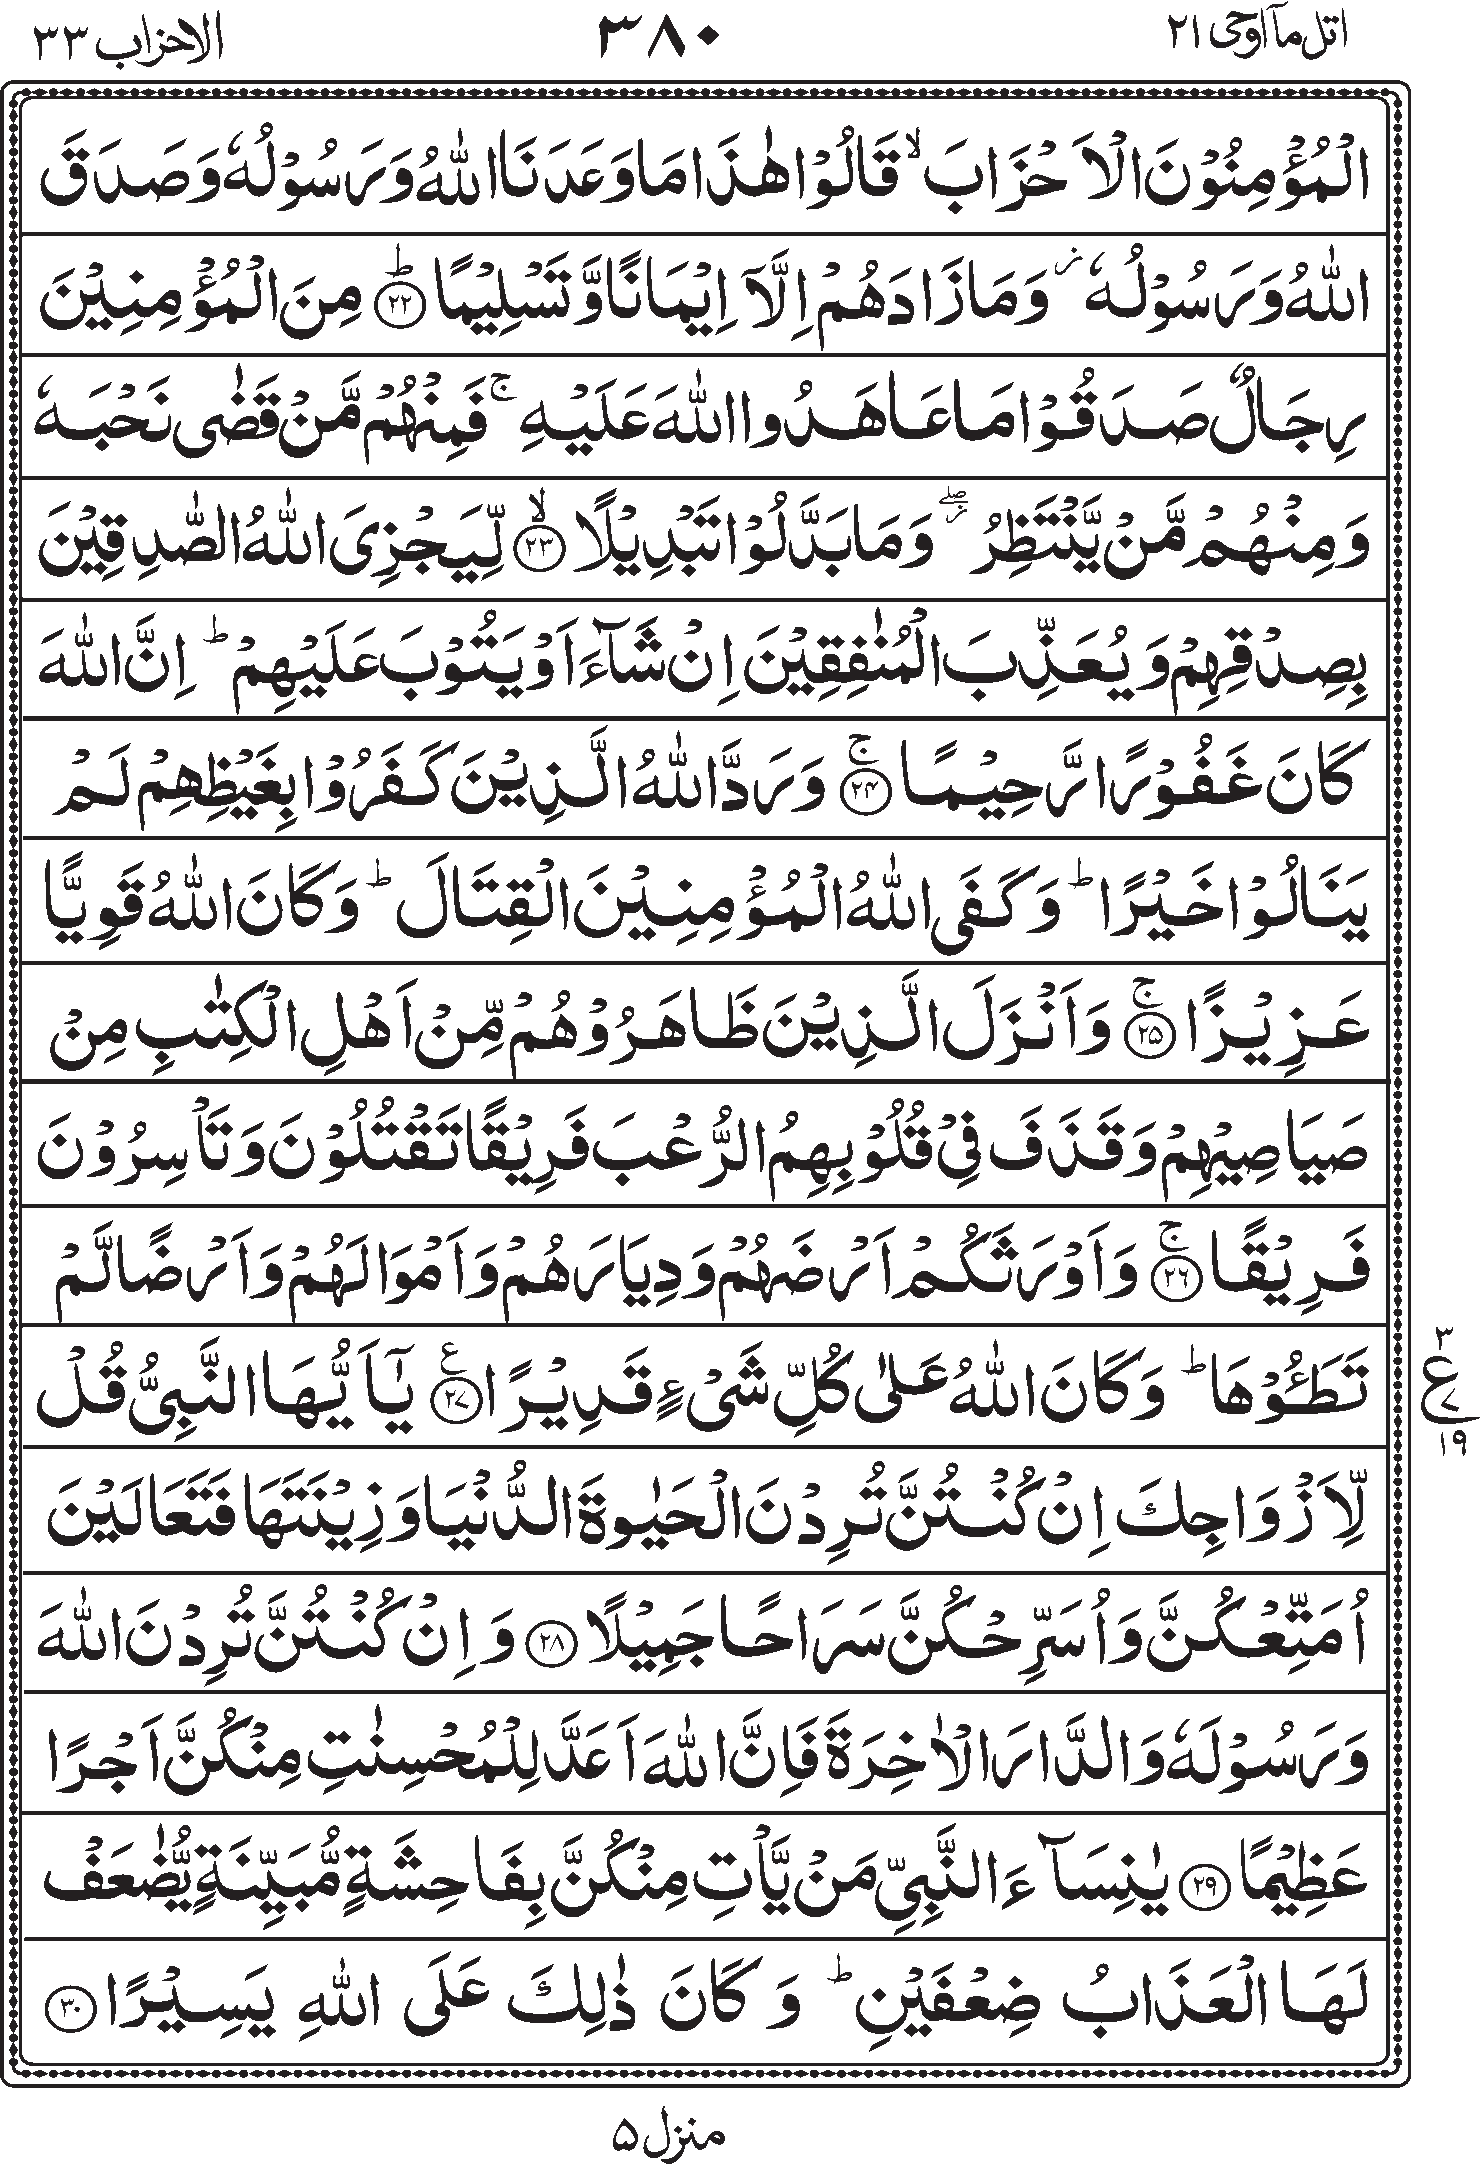 اتل ما اوحی ۲۱
۳۸۰
الاحزاب ۳۳
الْمُؤْمِنُوْنَ الْاَحْزَابَ ۙ قَالُوْا هٰذَا مَا وَعَدَنَا اللّٰهُ وَرَسُوْلُهٗ وَصَدَقَ
اللّٰهُ وَرَسُوْلُهٗ ؗ وَمَا زَادَهُمْ اِلَّاۤ اِيْمَانًا وَّتَسْلِيْمًا ؕ ﴿۲۲﴾ مِنَ الْمُؤْمِنِيْنَ
رِجَالٌ صَدَقُوْا مَا عَاهَدُوا اللّٰهَ عَلَيْهِ ۚ فَمِنْهُمْ مَّنْ قَضٰى نَحْبَهٗ
وَمِنْهُمْ مَّنْ يَّنْتَظِرُ ۖؗ وَمَا بَدَّلُوْا تَبْدِيْلًا ۙ ﴿۲۳﴾ لِّيَجْزِىَ اللّٰهُ الصّٰدِقِيْنَ
بِصِدْقِهِمْ وَيُعَذِّبَ الْمُنٰفِقِيْنَ اِنْ شَآءَ اَوْ يَتُوْبَ عَلَيْهِمْ ؕ اِنَّ اللّٰهَ
كَانَ غَفُوْرًا رَّحِيْمًا ۚ ﴿۲۴﴾ وَرَدَّ اللّٰهُ الَّذِيْنَ كَفَرُوْا بِغَيْظِهِمْ لَمْ
يَنَالُوْا خَيْرًا ؕ وَكَفَى اللّٰهُ الْمُؤْمِنِيْنَ الْقِتَالَ ؕ وَكَانَ اللّٰهُ قَوِيًّا
عَزِيْزًا ۚ ﴿۲۵﴾ وَاَنْزَلَ الَّذِيْنَ ظَاهَرُوْهُمْ مِّنْ اَهْلِ الْكِتٰبِ مِنْ
صَيَاصِيْهِمْ وَقَذَفَ فِيْ قُلُوْبِهِمُ الرُّعْبَ فَرِيْقًا تَقْتُلُوْنَ وَتَاْسِرُوْنَ
فَرِيْقًا ۚ ﴿۲۶﴾ وَاَوْرَثَكُمْ اَرْضَهُمْ وَدِيَارَهُمْ وَاَمْوَالَهُمْ وَاَرْضًا لَّمْ
تَطَـُٔوْهَا ؕ وَكَانَ اللّٰهُ عَلٰى كُلِّ شَىْءٍ قَدِيْرًا ﴿۲۷﴾ ع يٰۤاَيُّهَا النَّبِىُّ قُلْ
۳
ع
۷
۱۹
لِّاَزْوَاجِكَ اِنْ كُنْتُنَّ تُرِدْنَ الْحَيٰوةَ الدُّنْيَا وَزِيْنَتَهَا فَتَعَالَيْنَ
اُمَتِّعْكُنَّ وَاُسَرِّحْكُنَّ سَرَاحًا جَمِيْلًا ﴿۲۸﴾ وَاِنْ كُنْتُنَّ تُرِدْنَ اللّٰهَ
وَرَسُوْلَهٗ وَالدَّارَ الْاٰخِرَةَ فَاِنَّ اللّٰهَ اَعَدَّ لِلْمُحْسِنٰتِ مِنْكُنَّ اَجْرًا
عَظِيْمًا ﴿۲۹﴾ يٰنِسَآءَ النَّبِىِّ مَنْ يَّاْتِ مِنْكُنَّ بِفَاحِشَةٍ مُّبَيِّنَةٍ يُّضٰعَفْ
لَهَا الْعَذَابُ ضِعْفَيْنِ ؕ وَكَانَ ذٰلِكَ عَلَى اللّٰهِ يَسِيْرًا ﴿۳۰﴾
منزل ۵